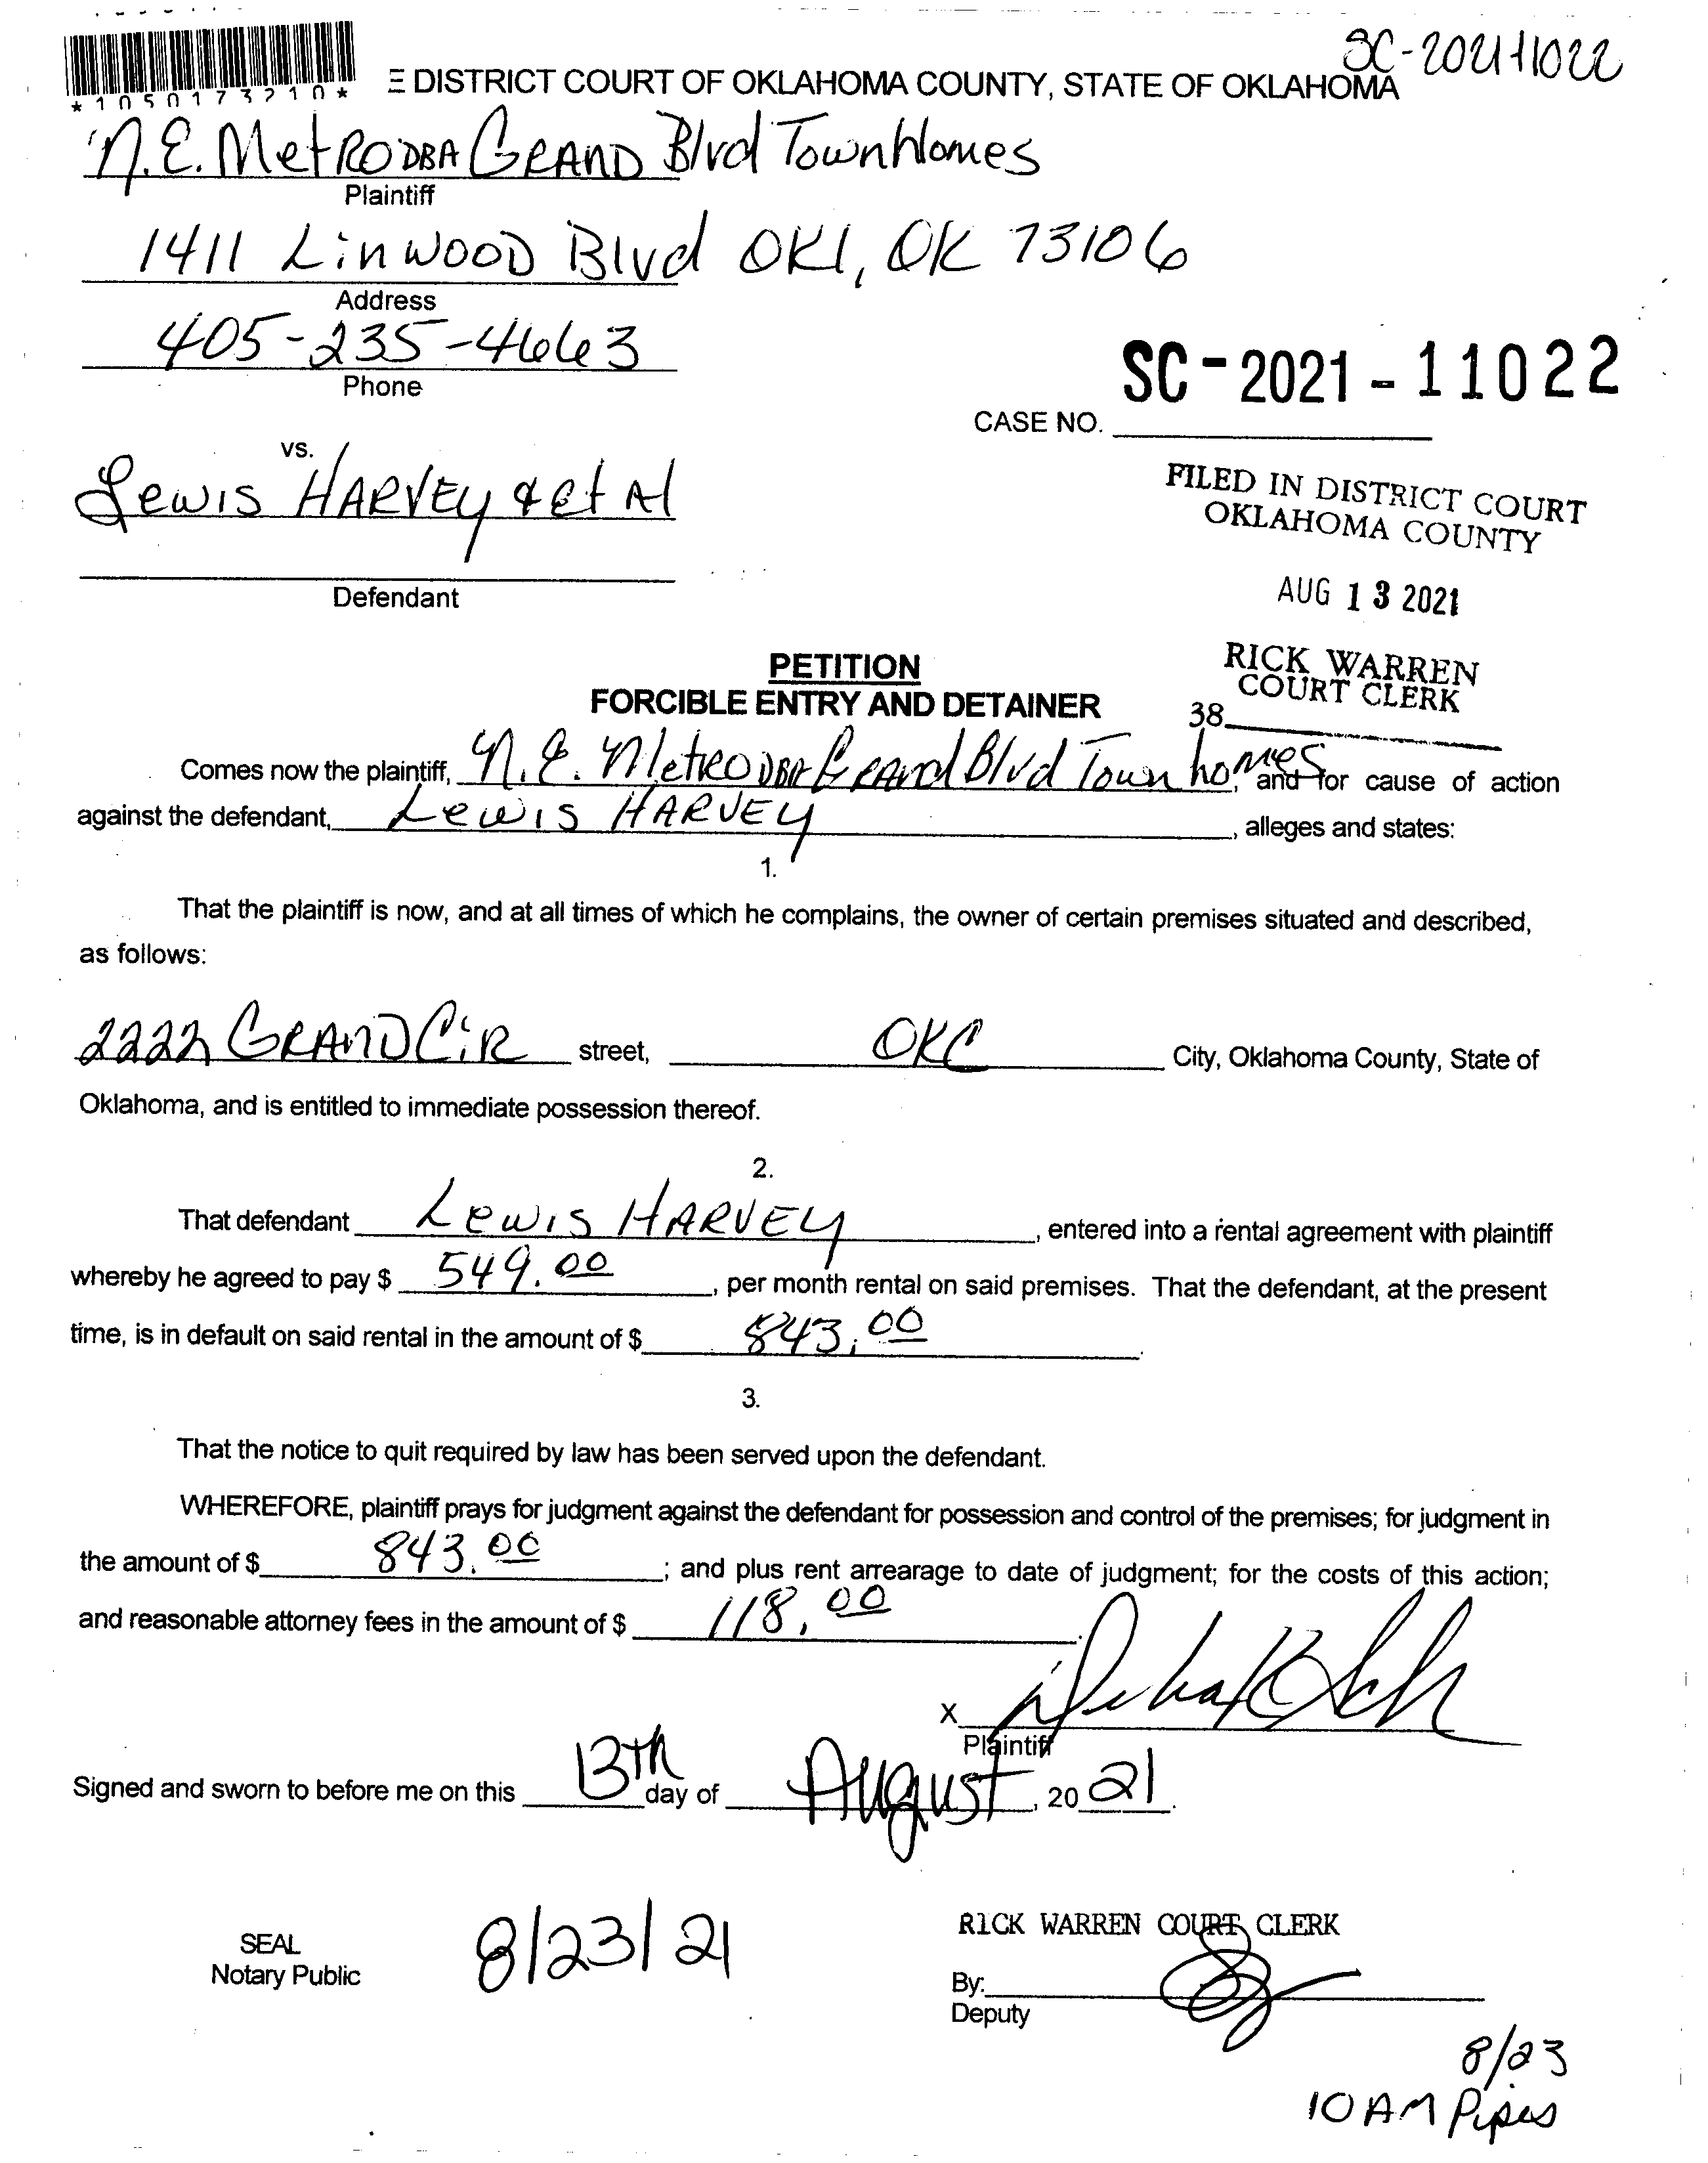 SC-2021-11022
*1050173210*
E DISTRICT COURT OF OKLAHOMA COUNTY, STATE OF OKLAHOMA
N.E. Metro DBA Grand Blvd TownHomes
Plaintiff
1411 Linwood Blvd OKl, OK 73106
Address
405-235-4663
Phone
SC-2021-11022
CASE NO.
vs.
Lewis HARVEY & et Al
FILED IN DISTRICT COURT
OKLAHOMA COUNTY
AUG 13 2021
Defendant
RICK WARREN
COURT CLERK
38
PETITION
FORCIBLE ENTRY AND DETAINER
Comes now the plaintiff, N.E. Metro DBA Grand Blvd Town homes, and for cause of action
against the defendant, Lewis HARVEY, alleges and states:
1.
That the plaintiff is now, and at all times of which he complains, the owner of certain premises situated and described,
as follows:
2222 GRAND CiR street, OKC City, Oklahoma County, State of
Oklahoma, and is entitled to immediate possession thereof.
2.
That defendant Lewis HARVEY, entered into a rental agreement with plaintiff
whereby he agreed to pay $ 549.00, per month rental on said premises. That the defendant, at the present
time, is in default on said rental in the amount of $ 843.00.
3.
That the notice to quit required by law has been served upon the defendant.
WHEREFORE, plaintiff prays for judgment against the defendant for possession and control of the premises; for judgment in
the amount of $ 843.00; and plus rent arrearage to date of judgment; for the costs of this action;
and reasonable attorney fees in the amount of $ 118.00.
X
Plaintiff
Signed and sworn to before me on this 13th day of August, 20 21.
SEAL
Notary Public
8/23/21
RICK WARREN COURT CLERK
By:
Deputy
8/23
10 AM Pipes